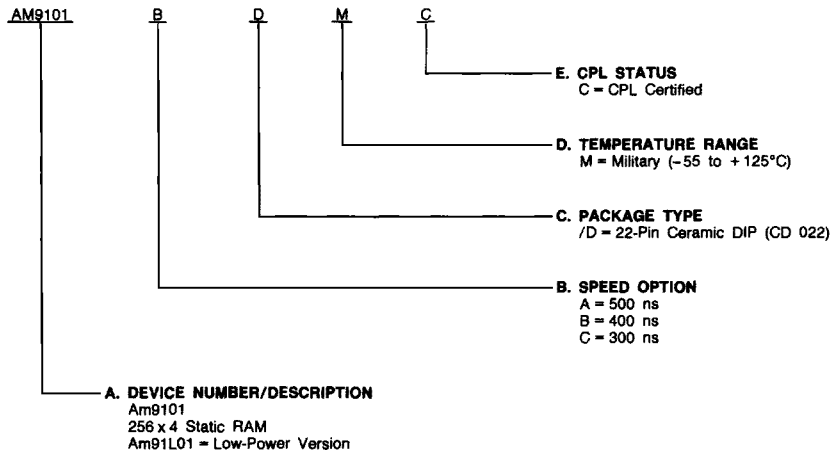 AM9101 B D M C
E. CPL STATUS
C = CPL Certified
D. TEMPERATURE RANGE
M = Military (-55 to +125°C)
C. PACKAGE TYPE
/D = 22-Pin Ceramic DIP (CD 022)
B. SPEED OPTION
A = 500 ns
B = 400 ns
C = 300 ns
A. DEVICE NUMBER/DESCRIPTION
Am9101
256 x 4 Static RAM
Am91L01 = Low-Power Version